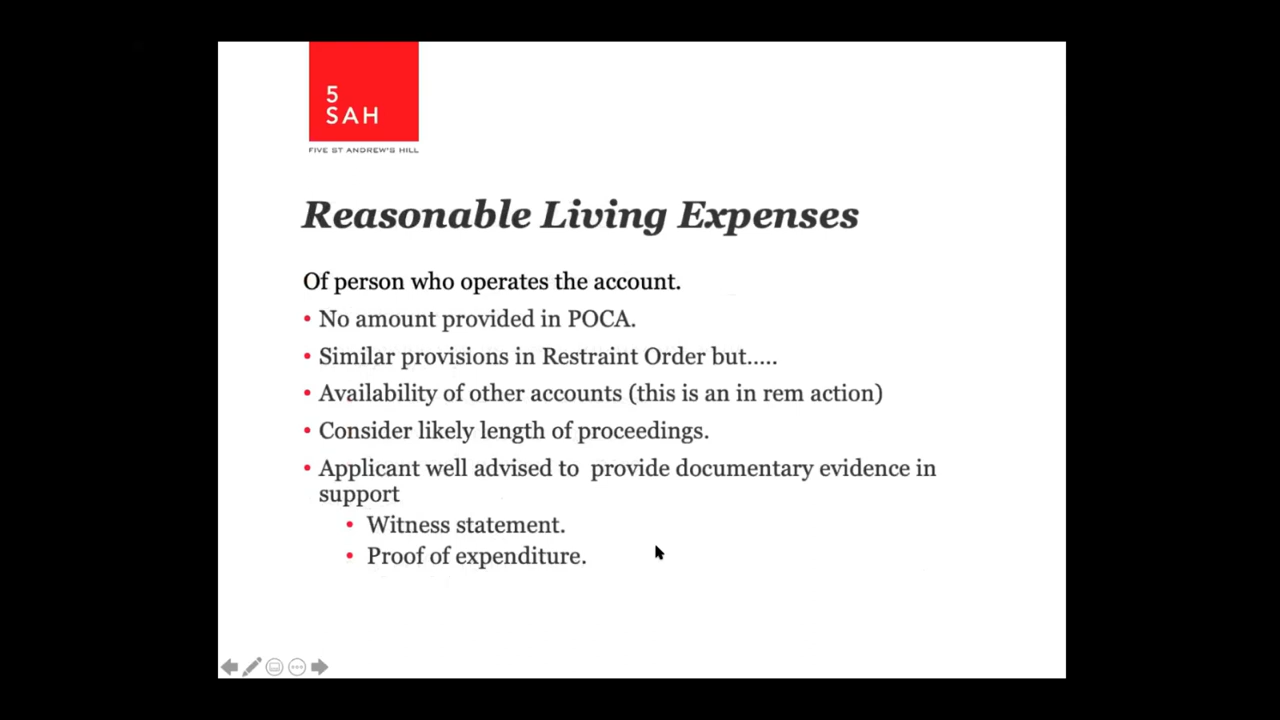 5
SAH
FIVE ST ANDREW'S HILL
Reasonable Living Expenses
Of person who operates the account.
• No amount provided in POCA.
• Similar provisions in Restraint Order but.....
• Availability of other accounts (this is an in rem action)
• Consider likely length of proceedings.
• Applicant well advised to  provide documentary evidence in
support
• Witness statement.
• Proof of expenditure.